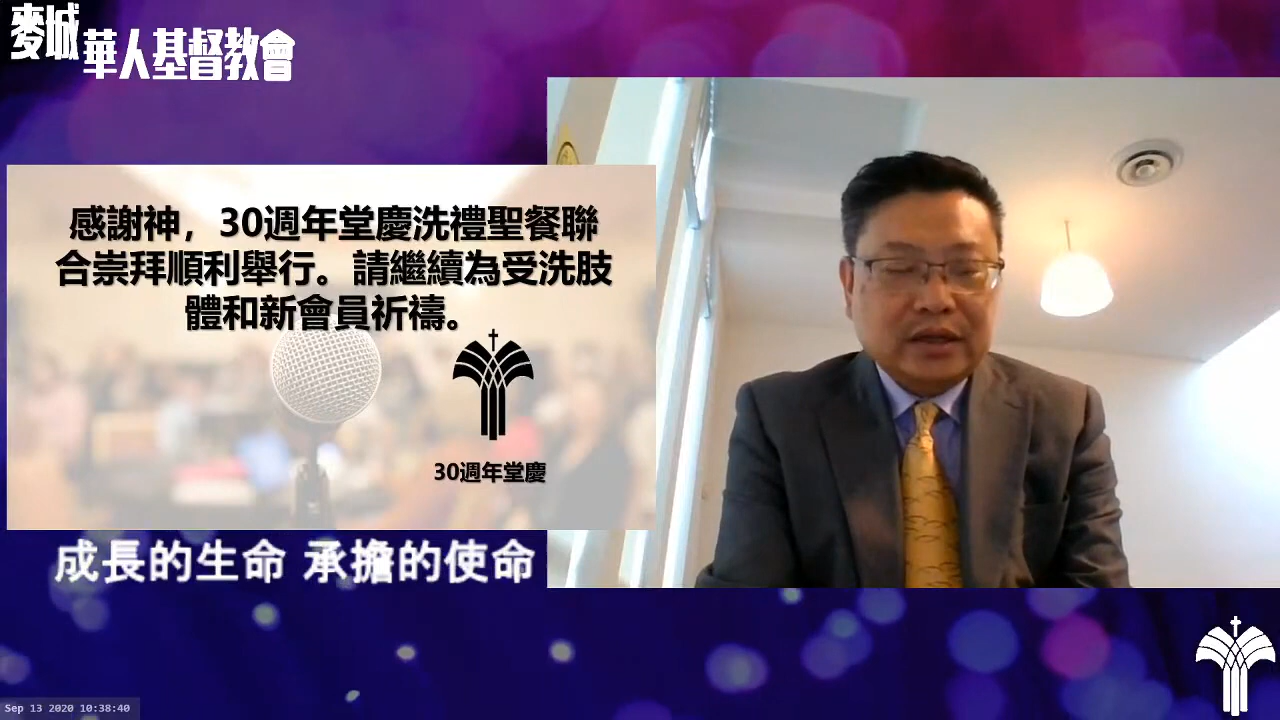 麥城
華人基督教會
感謝神，30週年堂慶洗禮聖餐聯
合崇拜順利舉行。請繼續為受洗肢
體和新會員祈禱。
30週年堂慶
成長的生命 承擔的使命
Sep 13 2020 10:38:40